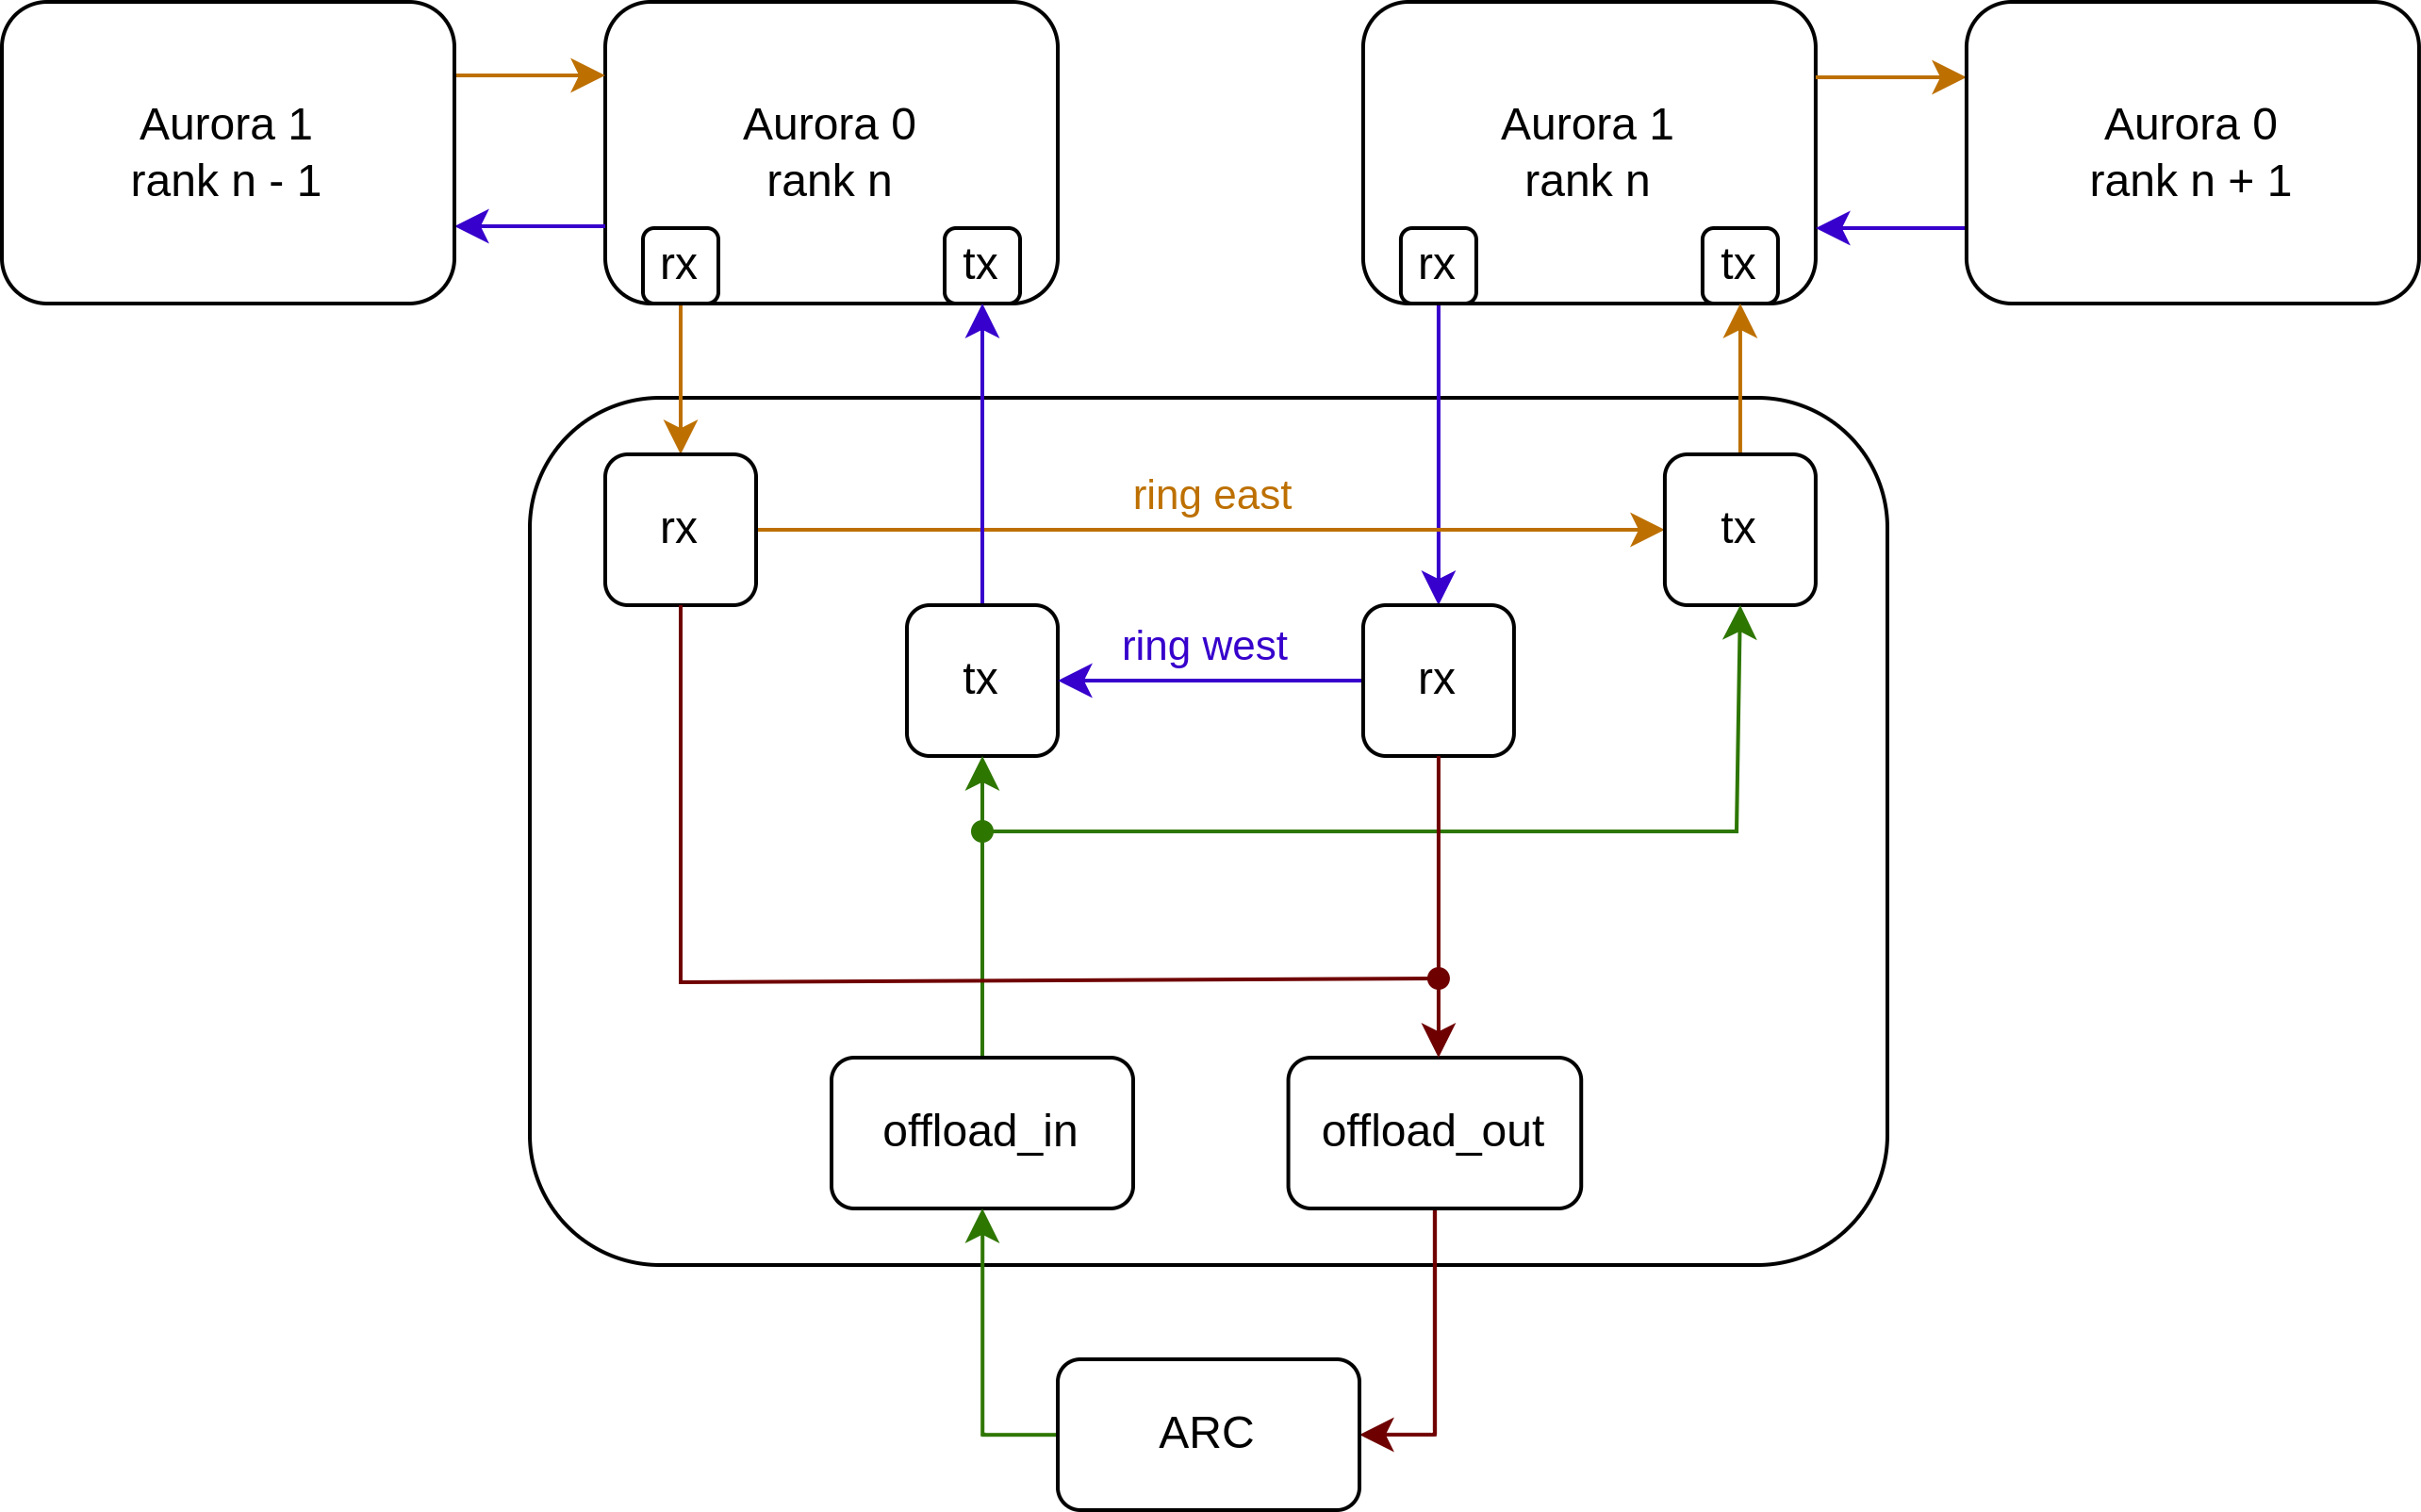 Aurora 1
rank n - 1
Aurora 0
rank n
Aurora 1
rank n
Aurora 0
rank n + 1
rx
tx
rx
tx
ring east
rx
tx
ring west
tx
rx
offload_in
offload_out
ARC